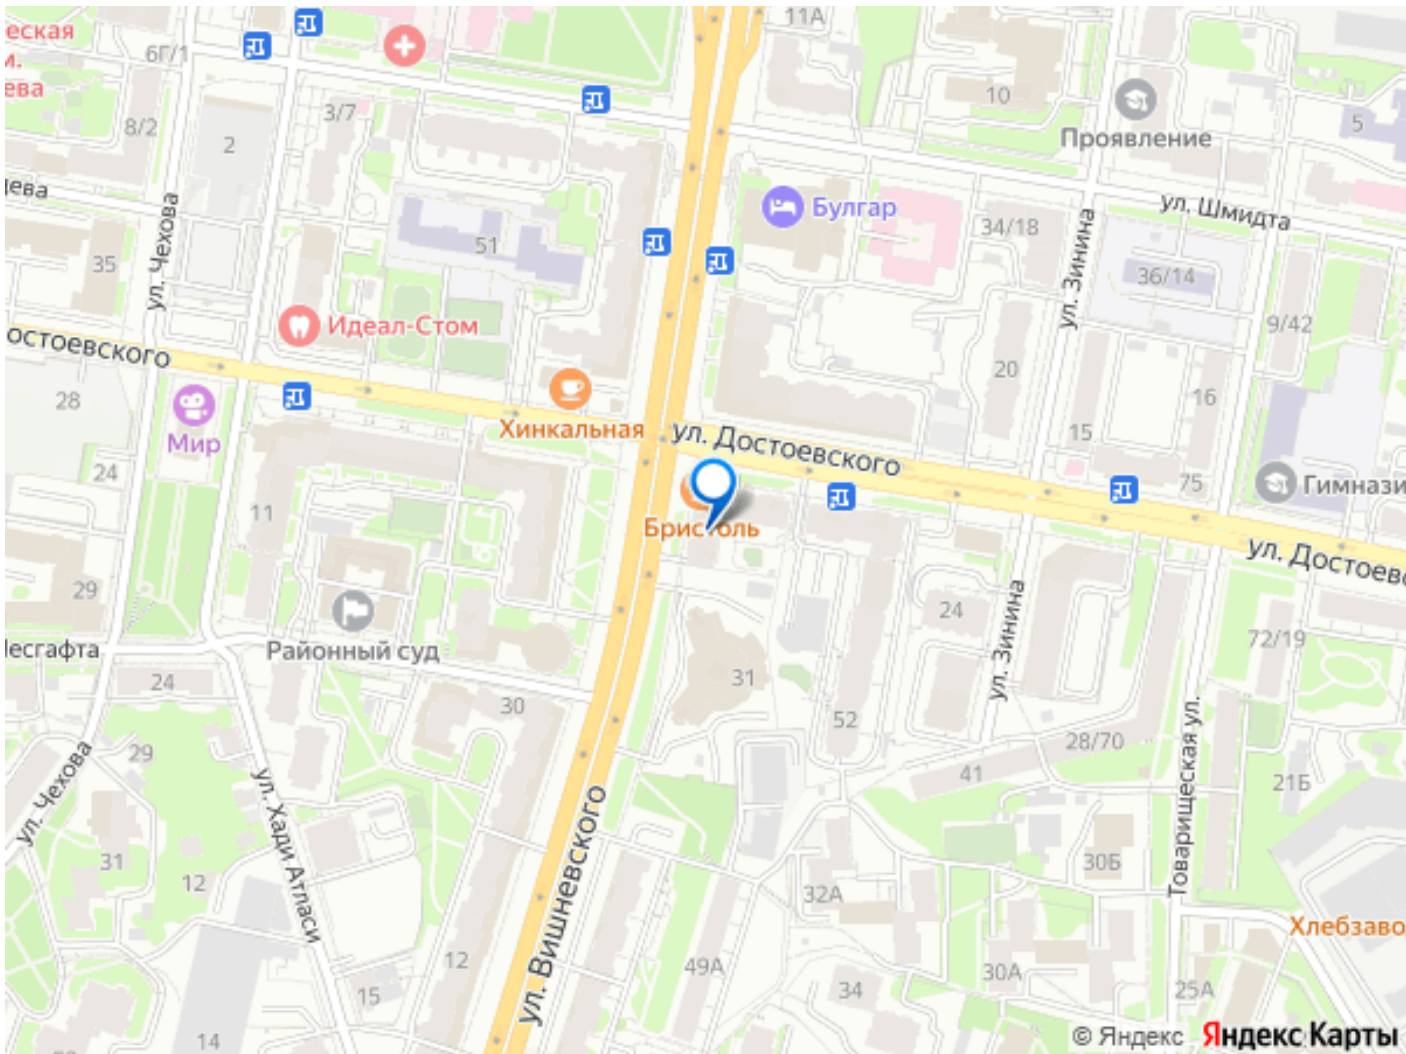 еская
м.
ева
6Г/1
11А
3/7
10
8/2
2
5
Проявление
лева
ул. Чехова
Булгар
34/18
ул. Шмидта
ул. Зинина
51
35
36/14
Идеал-Стом
9/42
остоевского
20
28
16
Хинкальная
ул. Достоевского
15
Мир
24
75
Гимнази
11
Бристоль
ул. Достоевс
29
24
ул. Зинина
Районный суд
72/19
лесгафта
24
31
30
52
28/70
Товарищеская ул.
29
41
21Б
ул. Чехова
ул. Хади Атласи
ул. Вишневского
31
30Б
12
32А
Хлебзаво
12
49А
30А
15
34
25А
14
© Яндекс Яндекс Карты